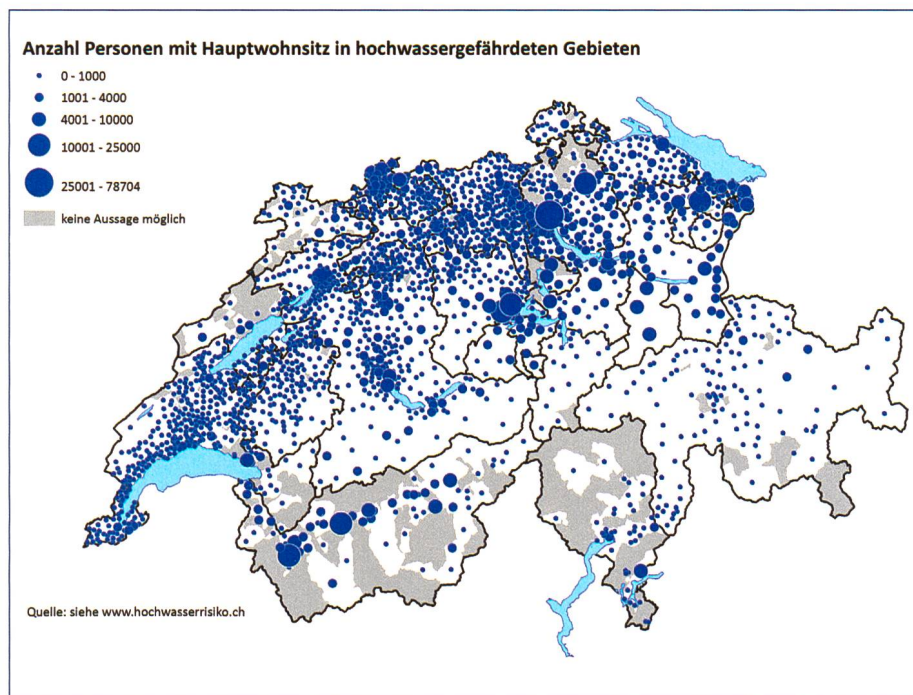 Anzahl Personen mit Hauptwohnsitz in hochwassergefährdeten Gebieten
0 - 1000
1001 - 4000
4001 - 10000
10001 - 25000
25001 - 78704
keine Aussage möglich
Quelle: siehe www.hochwasserrisiko.ch